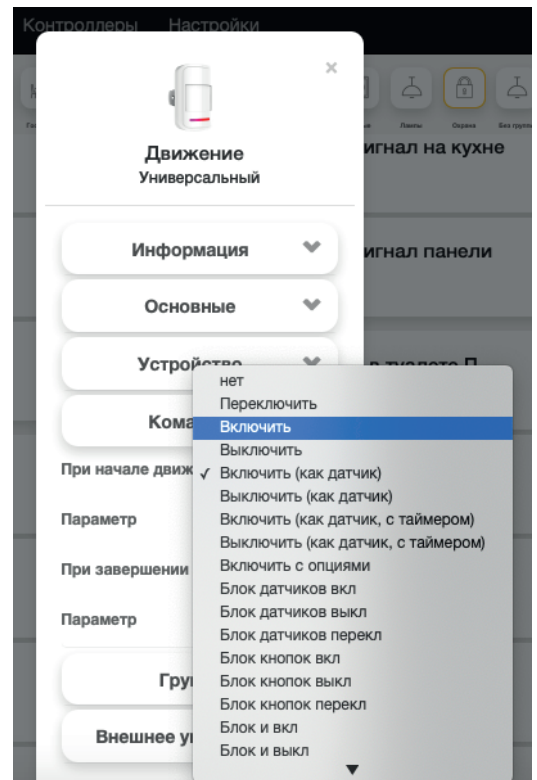 Контроллеры Настройки
×
Лампы Охрана Без группы
Движение
игнал на кухне
Универсальный
Информация
игнал панели
Основные
Устройство
в туалете П
нет
Переключить
Кома
Включить
Выключить
При начале движ
✓ Включить (как датчик)
Выключить (как датчик)
Параметр
Включить (как датчик, с таймером)
Выключить (как датчик, с таймером)
При завершении
Включить с опциями
Блок датчиков вкл
Блок датчиков выкл
Параметр
Блок датчиков перекл
Блок кнопок вкл
Гру
Блок кнопок выкл
Блок кнопок перекл
Внешнее у
Блок и вкл
Блок и выкл